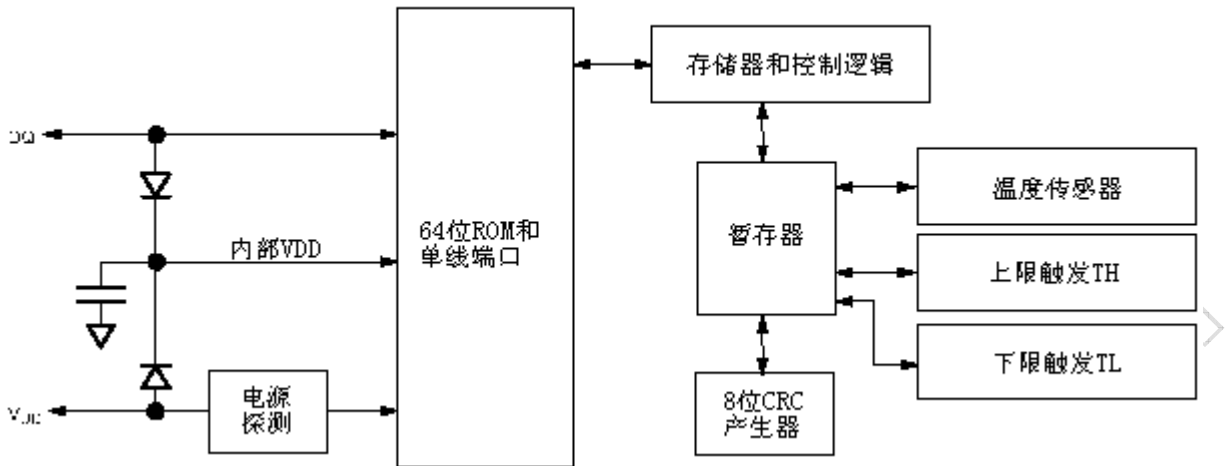 DQ
内部VDD
VDD
电源
探测
64位ROM和
单线端口
存储器和控制逻辑
暂存器
8位CRC
产生器
温度传感器
上限触发TH
下限触发TL